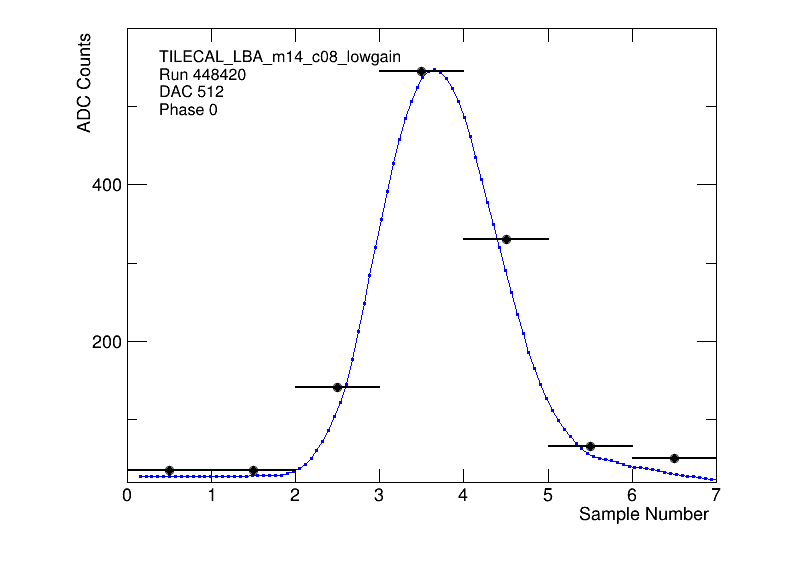 TILECAL_LBA_m14_c08_lowgain
Run 448420
DAC 512
Phase 0
ADC Counts
400
200
0 1 2 3 4 5 6 7
Sample Number